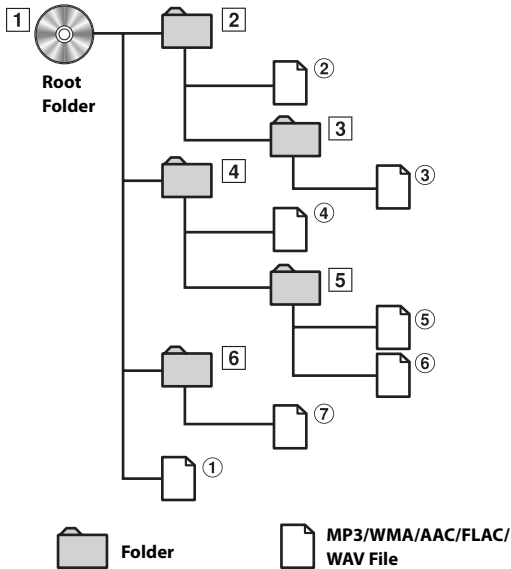 1
2
Root
Folder
②
3
4
③
④
5
⑤
6
⑥
⑦
①
Folder
MP3/WMA/AAC/FLAC/
WAV File